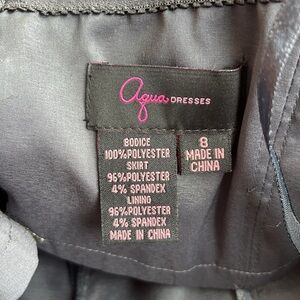 Aqua DRESSES
BODICE
100%POLYESTER
SKIRT
96%POLYESTER
4% SPANDEX
LINING
96%POLYESTER
4% SPANDEX
MADE IN CHINA
8
MADE IN
CHINA